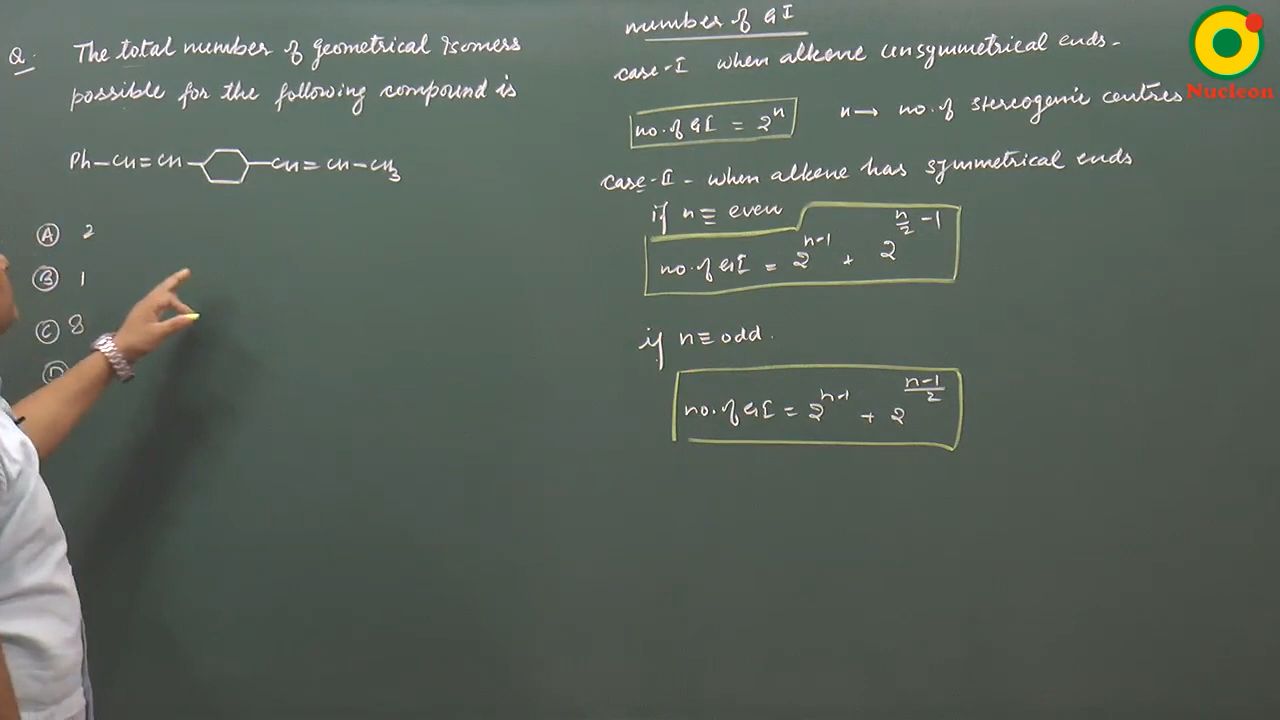 Q. The total number of geometrical Isomers
possible for the following compound is
Ph-CH=CH- -CH=CH-CH3
A 2
B 1
C 8
D
number of GI
case-I when alkene unsymmetrical ends-
no. of GI = 2^n n → no. of stereogenic centres
case-II - when alkene has symmetrical ends
if n ≡ even
no. of GI = 2^(n-1) + 2^(n/2 -1)
if n ≡ odd.
no. of GI = 2^(n-1) + 2^((n-1)/2)
Nucleon